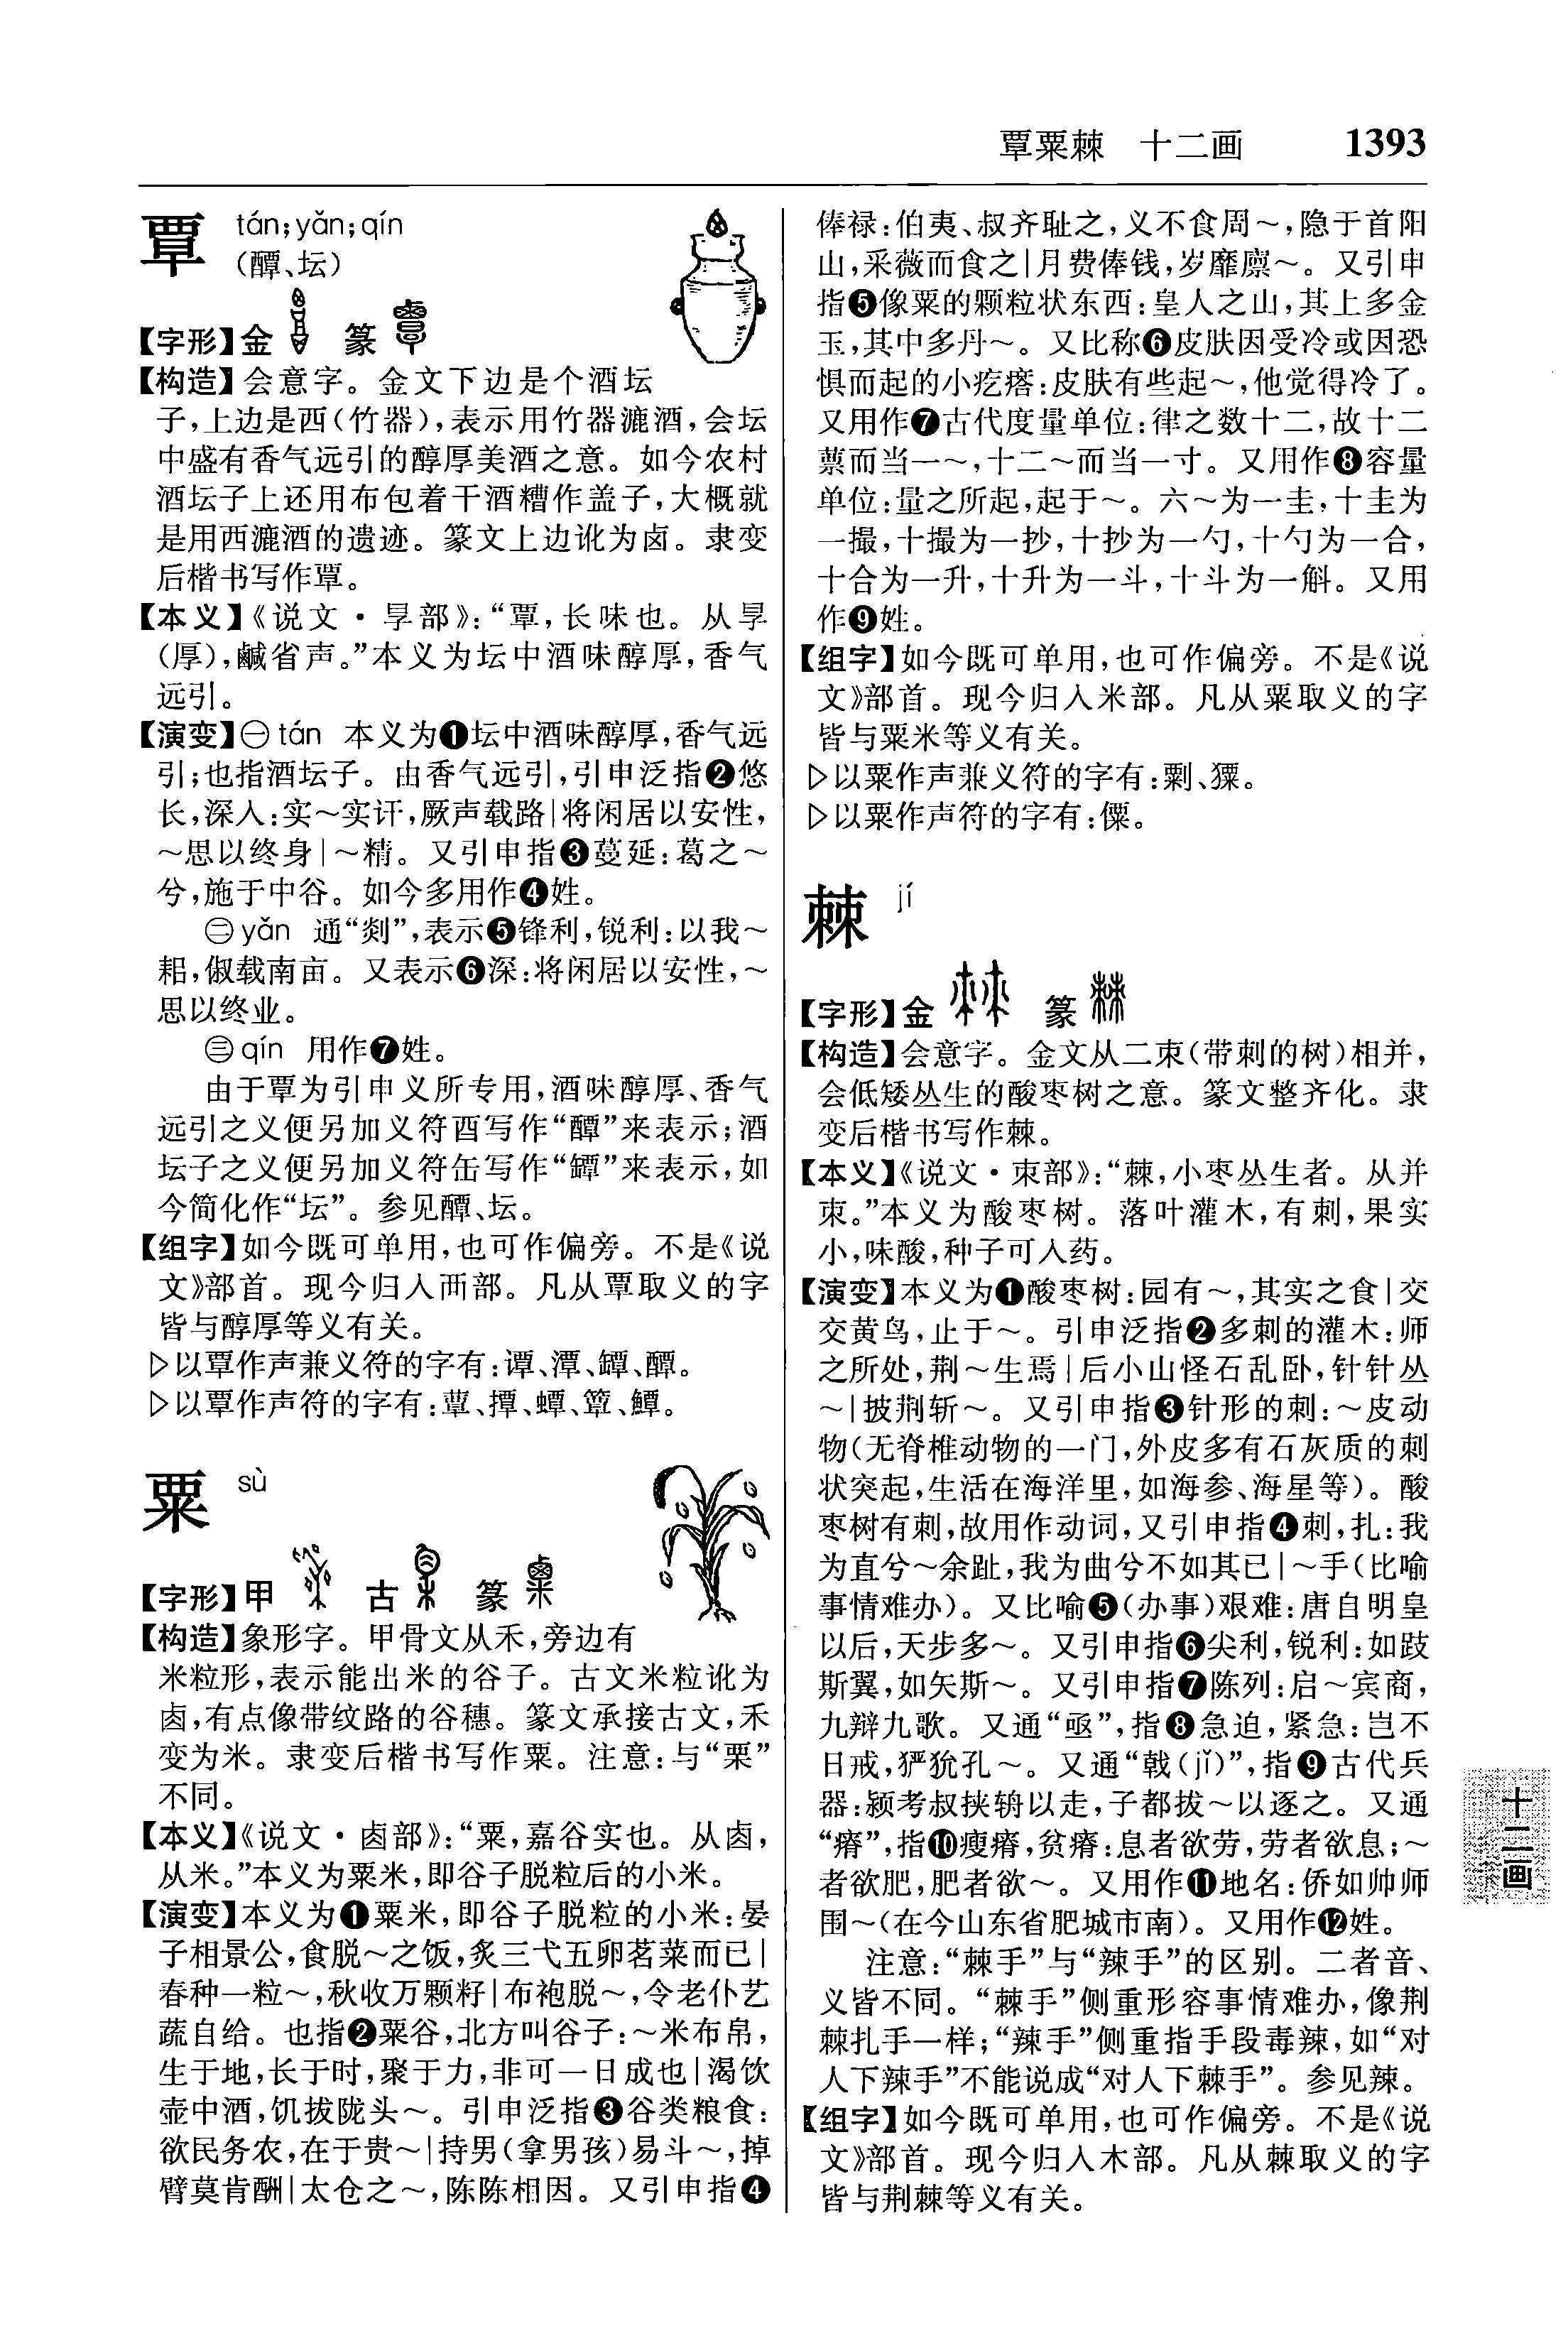 覃粟棘　十二画　1393
覃 tán;yǎn;qín
(醰、坛)
【字形】金 篆
【构造】会意字。金文下边是个酒坛
子,上边是西(竹器),表示用竹器漉酒,会坛
中盛有香气远引的醇厚美酒之意。如今农村
酒坛子上还用布包着干酒糟作盖子,大概就
是用西漉酒的遗迹。篆文上边讹为卤。隶变
后楷书写作覃。
【本义】《说文·㫗部》:“覃,长味也。从㫗
(厚),鹹省声。”本义为坛中酒味醇厚,香气
远引。
【演变】㊀tán 本义为❶坛中酒味醇厚,香气远
引;也指酒坛子。由香气远引,引申泛指❷悠
长,深入:实～实讦,厥声载路|将闲居以安性,
～思以终身|～精。又引申指❸蔓延:葛之～
兮,施于中谷。如今多用作❹姓。
㊁yǎn 通“剡”,表示❺锋利,锐利:以我～
耜,俶载南亩。又表示❻深:将闲居以安性,～
思以终业。
㊂qín 用作❼姓。
由于覃为引申义所专用,酒味醇厚、香气
远引之义便另加义符酉写作“醰”来表示;酒
坛子之义便另加义符缶写作“罈”来表示,如
今简化作“坛”。参见醰、坛。
【组字】如今既可单用,也可作偏旁。不是《说
文》部首。现今归入襾部。凡从覃取义的字
皆与醇厚等义有关。
▷以覃作声兼义符的字有:谭、潭、罈、醰。
▷以覃作声符的字有:蕈、撢、蟫、簟、鱏。
粟 sù
【字形】甲 古 篆
【构造】象形字。甲骨文从禾,旁边有
米粒形,表示能出米的谷子。古文米粒讹为
卤,有点像带纹路的谷穗。篆文承接古文,禾
变为米。隶变后楷书写作粟。注意:与“栗”
不同。
【本义】《说文·卤部》:“粟,嘉谷实也。从卤,
从米。”本义为粟米,即谷子脱粒后的小米。
【演变】本义为❶粟米,即谷子脱粒的小米:晏
子相景公,食脱～之饭,炙三弋五卵茗菜而已|
春种一粒～,秋收万颗籽|布袍脱～,令老仆艺
蔬自给。也指❷粟谷,北方叫谷子:～米布帛,
生于地,长于时,聚于力,非可一日成也|渴饮
壶中酒,饥拔陇头～。引申泛指❸谷类粮食:
欲民务农,在于贵～|持男(拿男孩)易斗～,掉
臂莫肯酬|太仓之～,陈陈相因。又引申指❹
俸禄:伯夷、叔齐耻之,义不食周～,隐于首阳
山,采薇而食之|月费俸钱,岁靡廪～。又引申
指❺像粟的颗粒状东西:皇人之山,其上多金
玉,其中多丹～。又比称❻皮肤因受冷或因恐
惧而起的小疙瘩:皮肤有些起～,他觉得冷了。
又用作❼古代度量单位:律之数十二,故十二
蔈而当一～,十二～而当一寸。又用作❽容量
单位:量之所起,起于～。六～为一圭,十圭为
一撮,十撮为一抄,十抄为一勺,十勺为一合,
十合为一升,十升为一斗,十斗为一斛。又用
作❾姓。
【组字】如今既可单用,也可作偏旁。不是《说
文》部首。现今归入米部。凡从粟取义的字
皆与粟米等义有关。
▷以粟作声兼义符的字有:㓘、㺔。
▷以粟作声符的字有:僳。
棘 jí
【字形】金 篆
【构造】会意字。金文从二朿(带刺的树)相并,
会低矮丛生的酸枣树之意。篆文整齐化。隶
变后楷书写作棘。
【本义】《说文·朿部》:“棘,小枣丛生者。从并
朿。”本义为酸枣树。落叶灌木,有刺,果实
小,味酸,种子可入药。
【演变】本义为❶酸枣树:园有～,其实之食|交
交黄鸟,止于～。引申泛指❷多刺的灌木:师
之所处,荆～生焉|后小山怪石乱卧,针针丛
～|披荆斩～。又引申指❸针形的刺:～皮动
物(无脊椎动物的一门,外皮多有石灰质的刺
状突起,生活在海洋里,如海参、海星等)。酸
枣树有刺,故用作动词,又引申指❹刺,扎:我
为直兮～余趾,我为曲兮不如其已|～手(比喻
事情难办)。又比喻❺(办事)艰难:唐自明皇
以后,天步多～。又引申指❻尖利,锐利:如跂
斯翼,如矢斯～。又引申指❼陈列:启～宾商,
九辩九歌。又通“亟”,指❽急迫,紧急:岂不
日戒,玁狁孔～。又通“戟(jǐ)”,指❾古代兵
器:颍考叔挟辀以走,子都拔～以逐之。又通
“瘠”,指❿瘦瘠,贫瘠:息者欲劳,劳者欲息;～
者欲肥,肥者欲～。又用作⓫地名:侨如帅师
围～(在今山东省肥城市南)。又用作⓬姓。
注意:“棘手”与“辣手”的区别。二者音、
义皆不同。“棘手”侧重形容事情难办,像荆
棘扎手一样;“辣手”侧重指手段毒辣,如“对
人下辣手”不能说成“对人下棘手”。参见辣。
【组字】如今既可单用,也可作偏旁。不是《说
文》部首。现今归入木部。凡从棘取义的字
皆与荆棘等义有关。
十二画